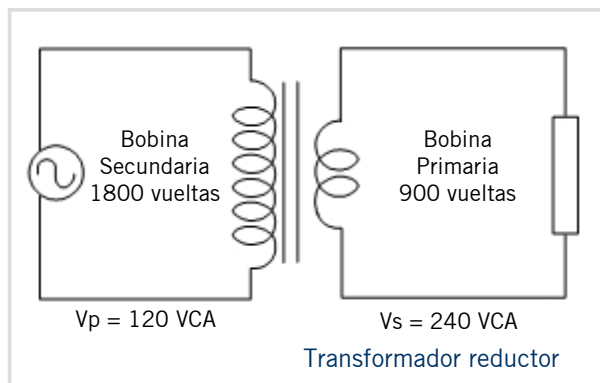 Bobina
Secundaria
1800 vueltas
Bobina
Primaria
900 vueltas
Vp = 120 VCA
Vs = 240 VCA
Transformador reductor